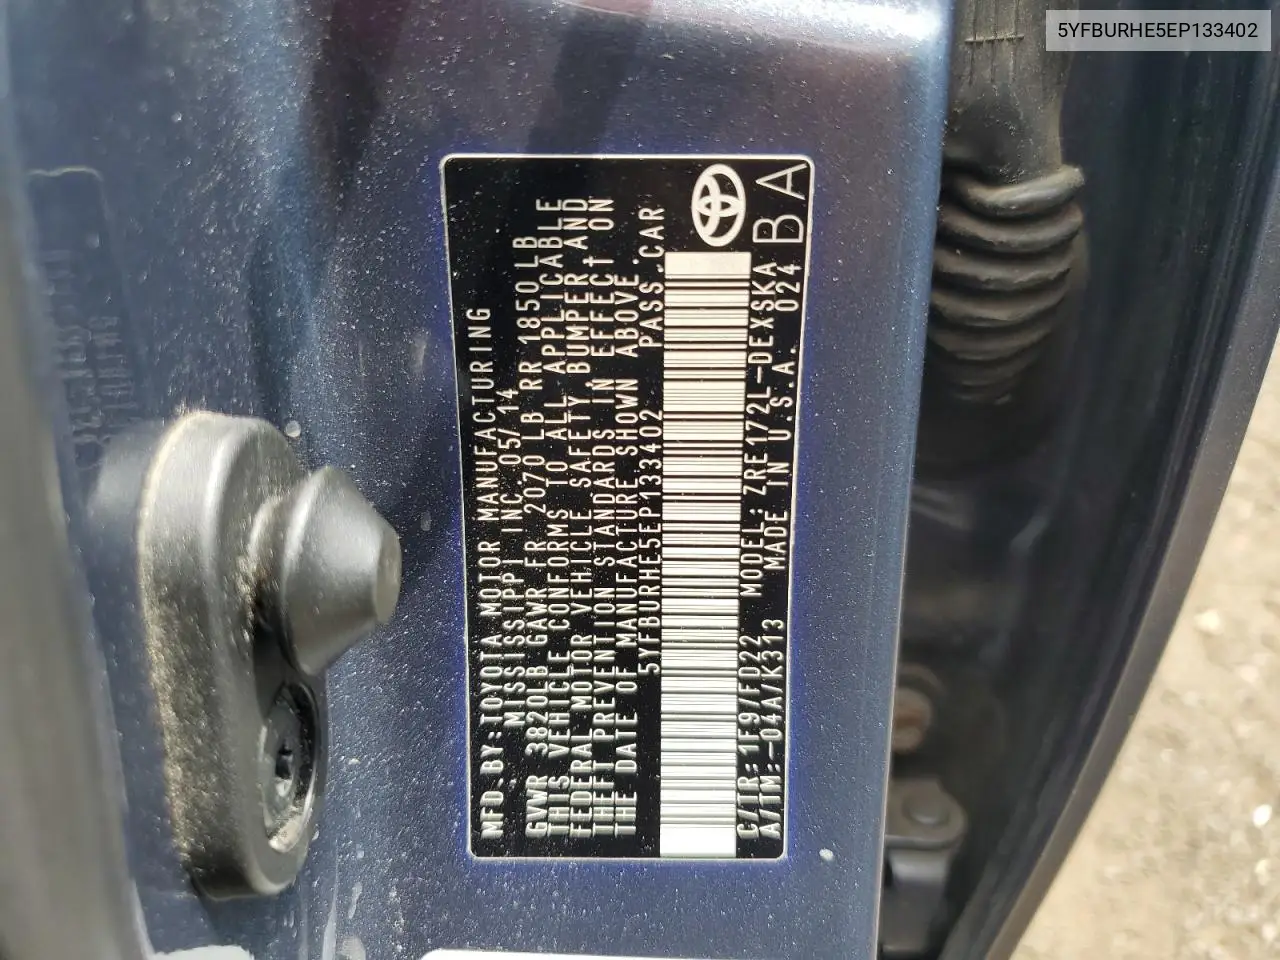 5YFBURHE5EP133402
MFD.BY:TOYOTA MOTOR MANUFACTURING
MISSISSIPPI INC. 05/14
GVWR 3820LB GAWR FR 2070 LB RR 1850LB
THIS VEHICLE CONFORMS TO ALL APPLICABLE
FEDERAL MOTOR VEHICLE SAFETY, BUMPER, AND
THEFT PREVENTION STANDARDS IN EFFECT ON
THE DATE OF MANUFACTURE SHOWN ABOVE.
5YFBURHE5EP133402 PASS.CAR
C/TR:1F9/FD22 MODEL:ZRE172L-DEXSKA
A/TM:-04A/K313 MADE IN U.S.A. 024
BA